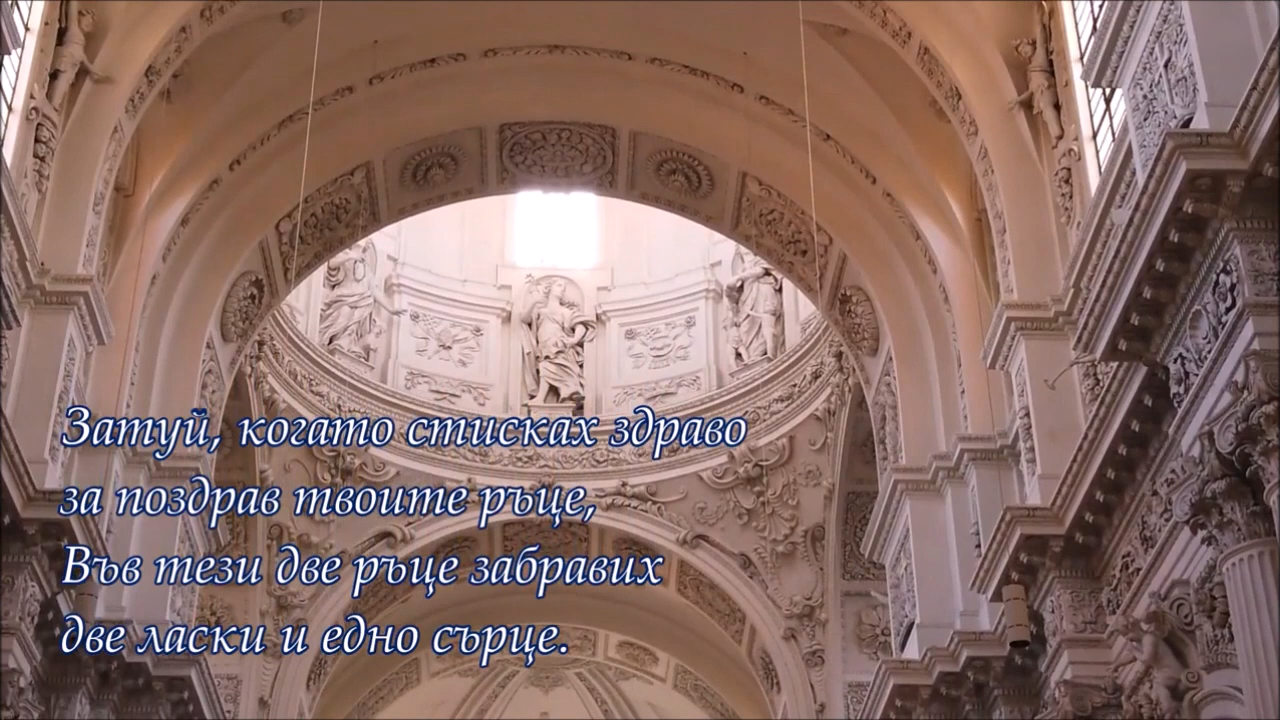 Затуй, когато стисках здраво
за поздрав твоите ръце,
Във тези две ръце забравих
две ласки и едно сърце.